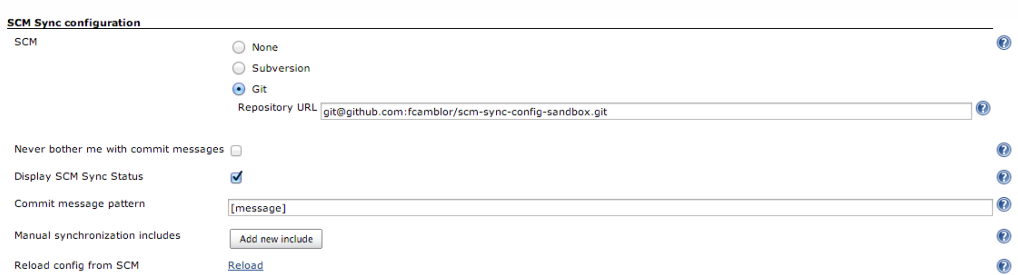 SCM Sync configuration
SCM
None
Subversion
Git
Repository URL git@github.com:fcamblor/scm-sync-config-sandbox.git
Never bother me with commit messages
Display SCM Sync Status
Commit message pattern [message]
Manual synchronization includes Add new include
Reload config from SCM Reload